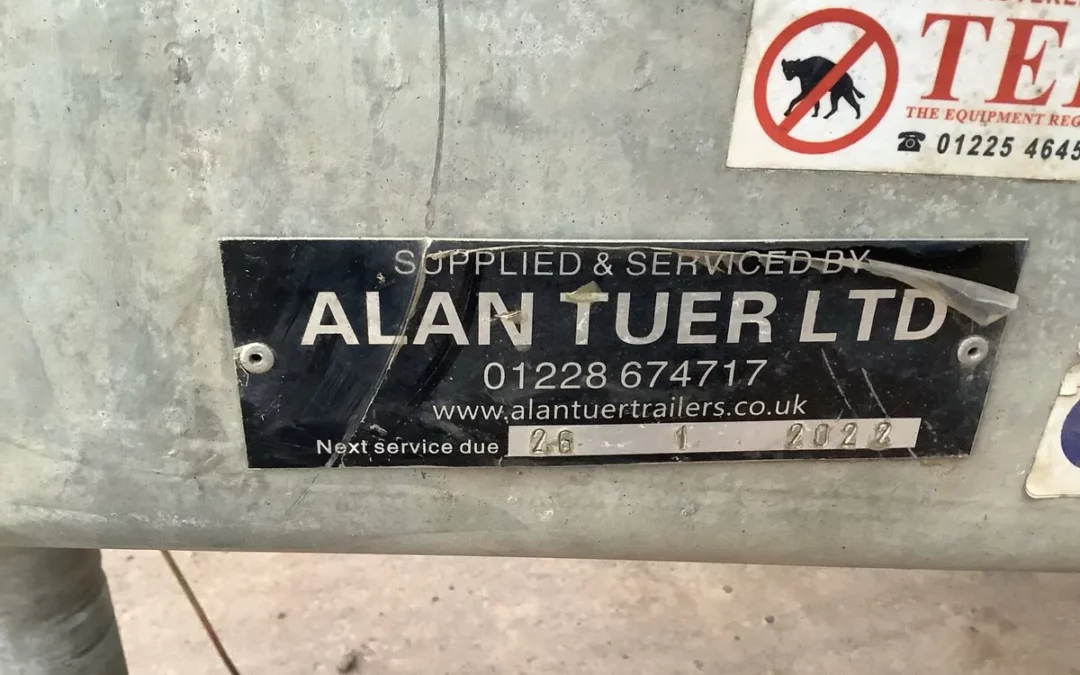 THE EQUIPMENT REG
☎ 01225 4645
SUPPLIED & SERVICED BY
ALAN TUER LTD
01228 674717
www.alantuertrailers.co.uk
Next service due 26 1 2022